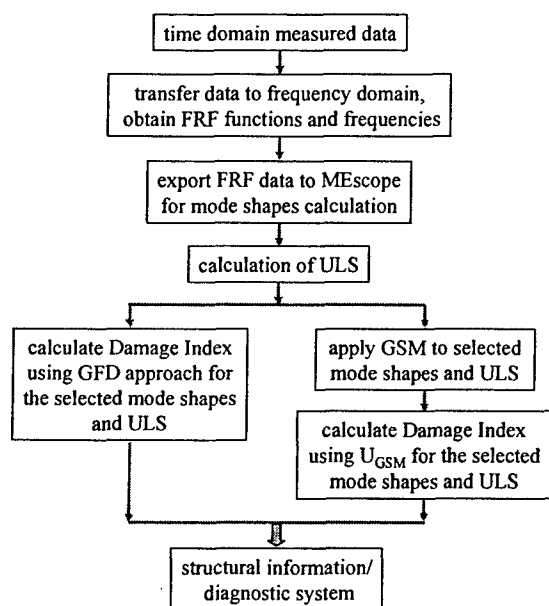 time domain measured data
transfer data to frequency domain,
obtain FRF functions and frequencies
export FRF data to MEscope
for mode shapes calculation
calculation of ULS
calculate Damage Index
using GFD approach for
the selected mode shapes
and ULS
apply GSM to selected
mode shapes and ULS
calculate Damage Index
using U_GSM for the selected
mode shapes and ULS
structural information/
diagnostic system